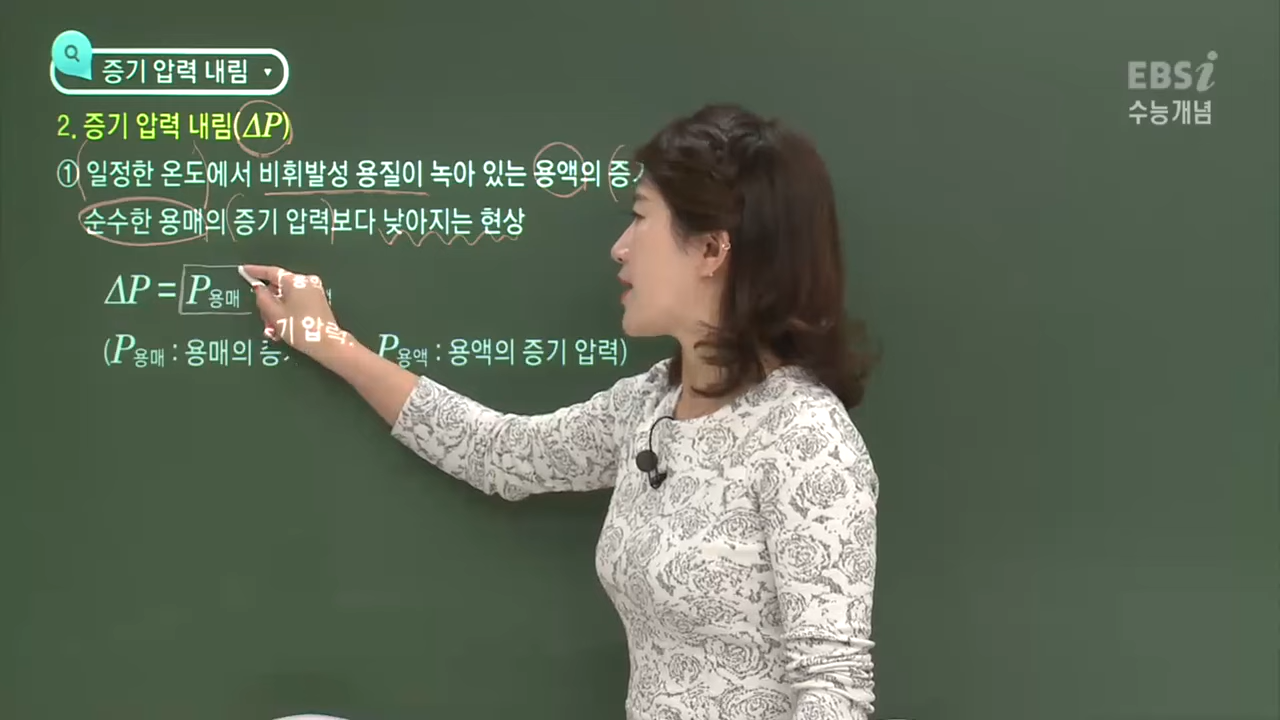 증기 압력 내림
EBSi
수능개념
2. 증기 압력 내림(ΔP)
① 일정한 온도에서 비휘발성 용질이 녹아 있는 용액의
순수한 용매의 증기 압력보다 낮아지는 현상
ΔP = P용매
(P용매 : 용매의 증기 압력, P용액 : 용액의 증기 압력)